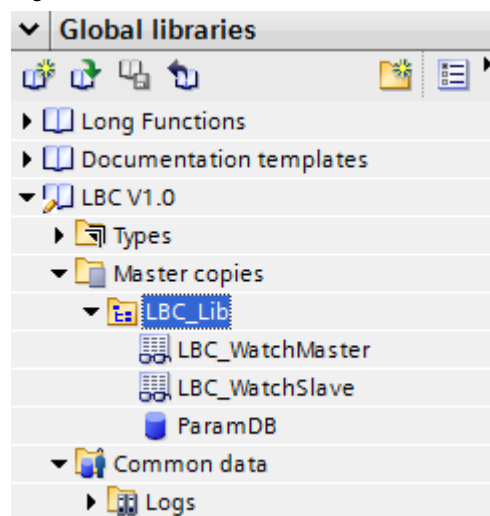 Global libraries
Long Functions
Documentation templates
LBC V1.0
Types
Master copies
LBC_Lib
LBC_WatchMaster
LBC_WatchSlave
ParamDB
Common data
Logs